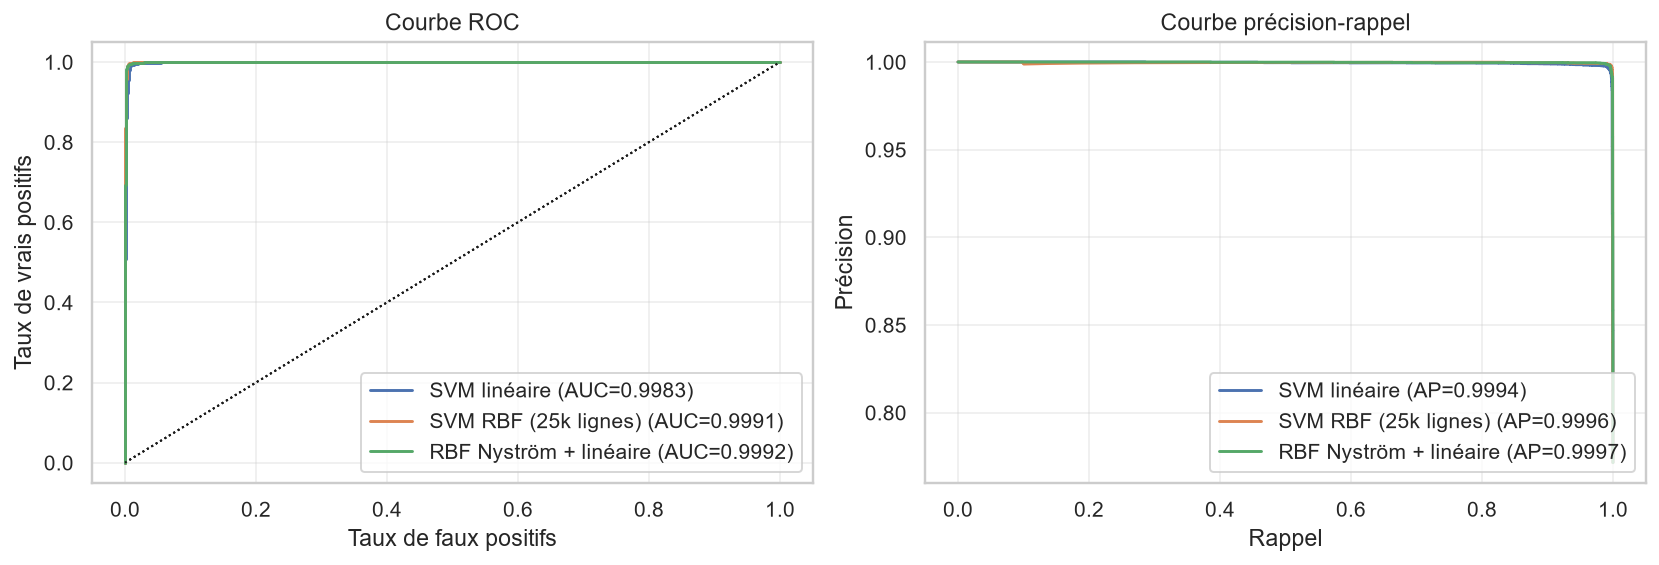 Courbe ROC
1.0
0.8
0.6
0.4
0.2
0.0
Taux de vrais positifs
0.0 0.2 0.4 0.6 0.8 1.0
Taux de faux positifs
SVM linéaire (AUC=0.9983)
SVM RBF (25k lignes) (AUC=0.9991)
RBF Nyström + linéaire (AUC=0.9992)
Courbe précision-rappel
1.00
0.95
0.90
0.85
0.80
Précision
0.0 0.2 0.4 0.6 0.8 1.0
Rappel
SVM linéaire (AP=0.9994)
SVM RBF (25k lignes) (AP=0.9996)
RBF Nyström + linéaire (AP=0.9997)